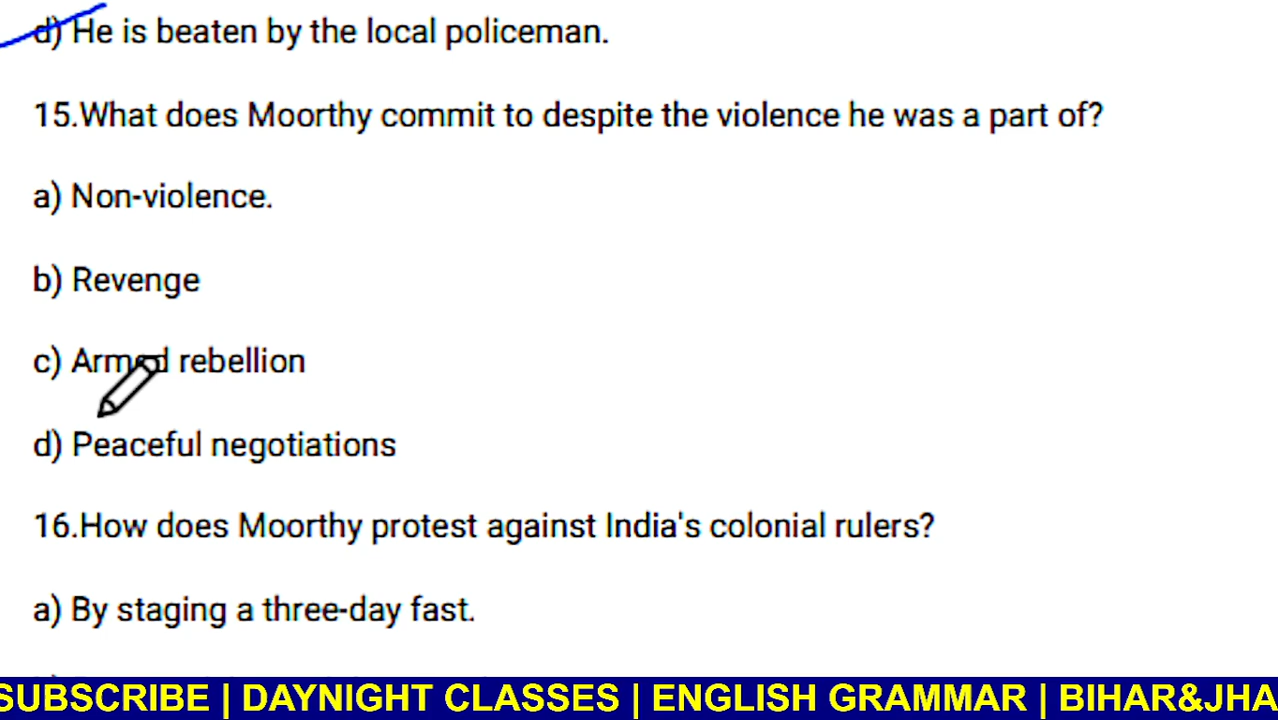 d) He is beaten by the local policeman.
15.What does Moorthy commit to despite the violence he was a part of?
a) Non-violence.
b) Revenge
c) Armed rebellion
d) Peaceful negotiations
16.How does Moorthy protest against India's colonial rulers?
a) By staging a three-day fast.
SUBSCRIBE | DAYNIGHT CLASSES | ENGLISH GRAMMAR | BIHAR&JHA